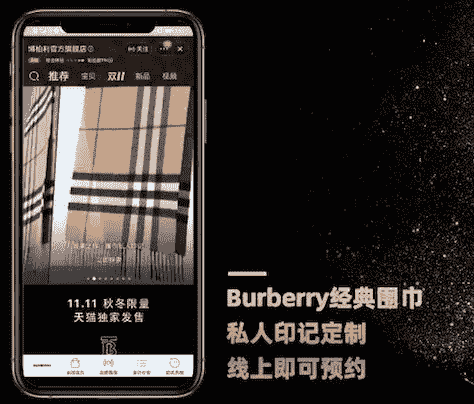 博柏利官方旗舰店
关注
推荐 宝贝 双11 新品 视频
11.11 秋冬限量
天猫独家发售
Burberry经典围巾
私人印记定制
线上即可预约